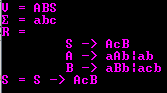 V = ABS
Σ = abc
R =
S -> AcB
A -> aAb|ab
B -> aBb|acb
S = S -> AcB